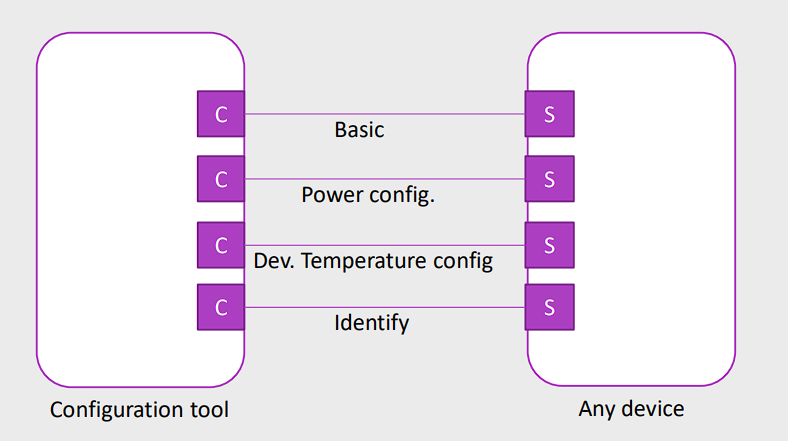 C
S
Basic
C
S
Power config.
C
S
Dev. Temperature config
C
S
Identify
Configuration tool
Any device